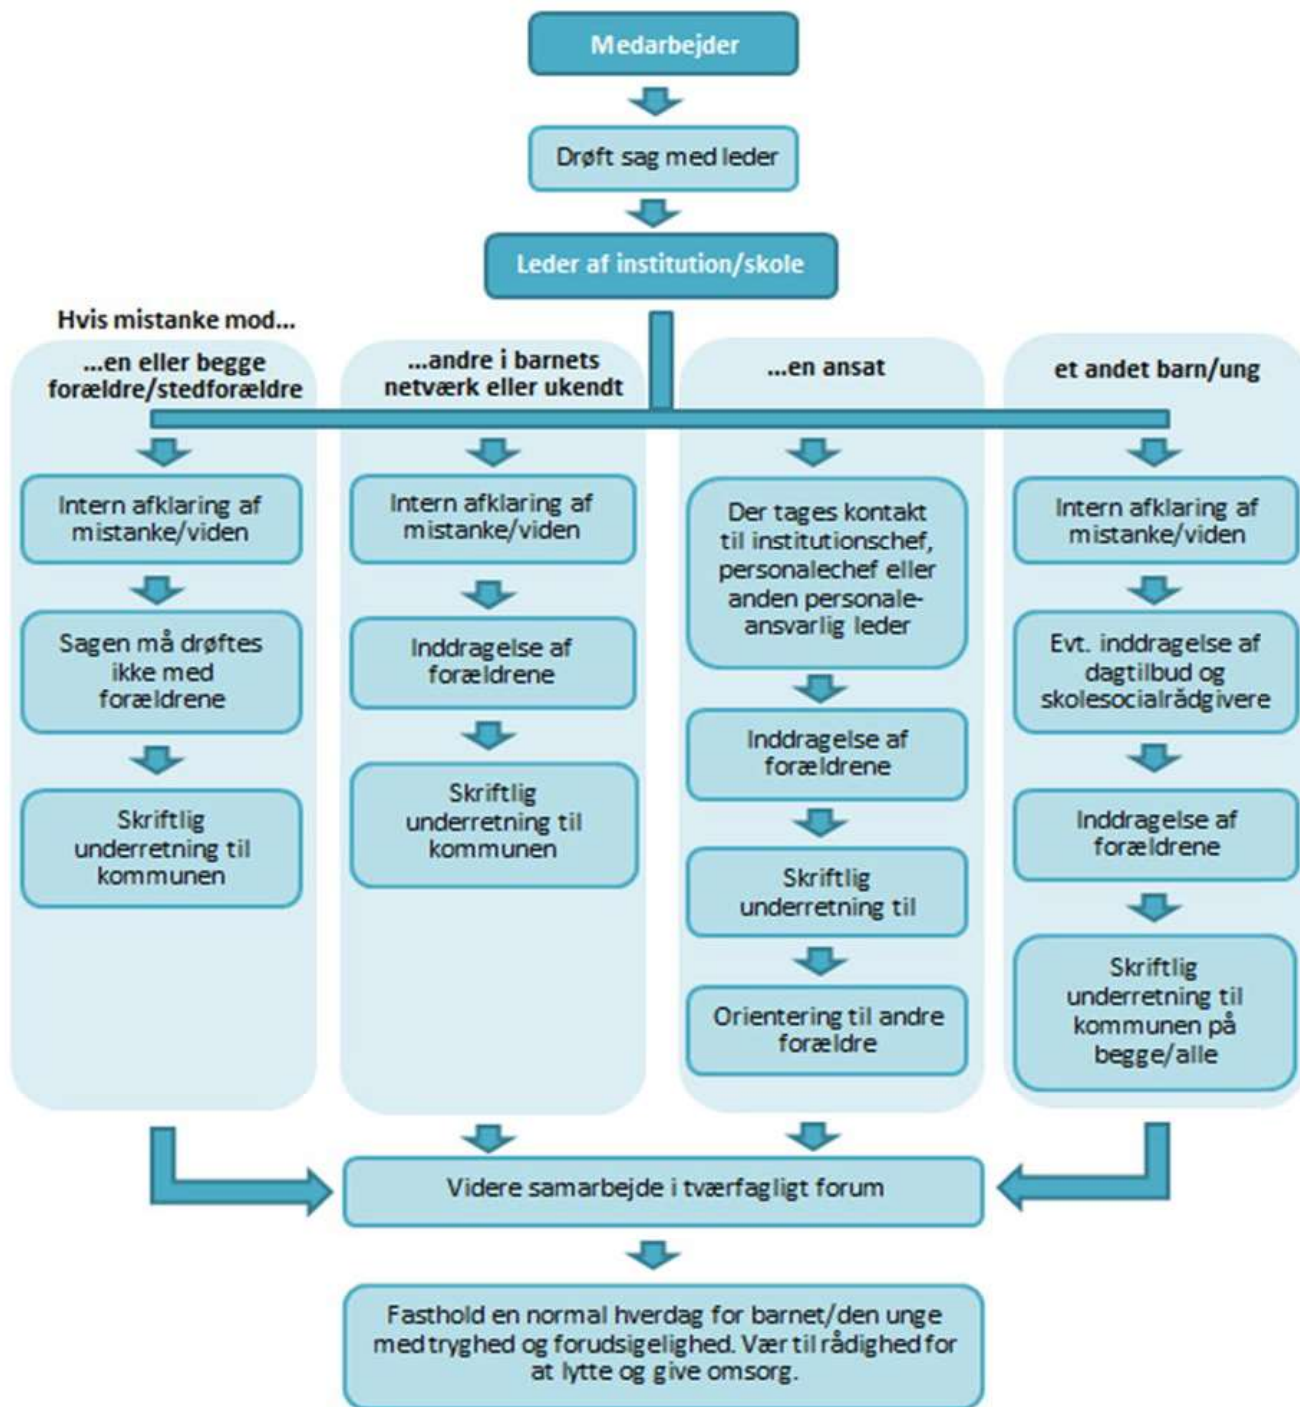 Medarbejder
Drøft sag med leder
Leder af institution/skole
Hvis mistanke mod...
...en eller begge
forældre/stedforældre
Intern afklaring af
mistanke/viden
Sagen må drøftes
ikke med
forældrene
Skriftlig
underretning til
kommunen
...andre i barnets
netværk eller ukendt
Intern afklaring af
mistanke/viden
Inddragelse af
forældrene
Skriftlig
underretning til
kommunen
...en ansat
Der tages kontakt
til institutionschef,
personalechef eller
anden personale-
ansvarlig leder
Inddragelse af
forældrene
Skriftlig
underretning til
Orientering til andre
forældre
et andet barn/ung
Intern afklaring af
mistanke/viden
Evt. inddragelse af
dagtilbud og
skolesocialrådgivere
Inddragelse af
forældrene
Skriftlig
underretning til
kommunen på
begge/alle
Videre samarbejde i tværfagligt forum
Fasthold en normal hverdag for barnet/den unge
med tryghed og forudsigelighed. Vær til rådighed for
at lytte og give omsorg.